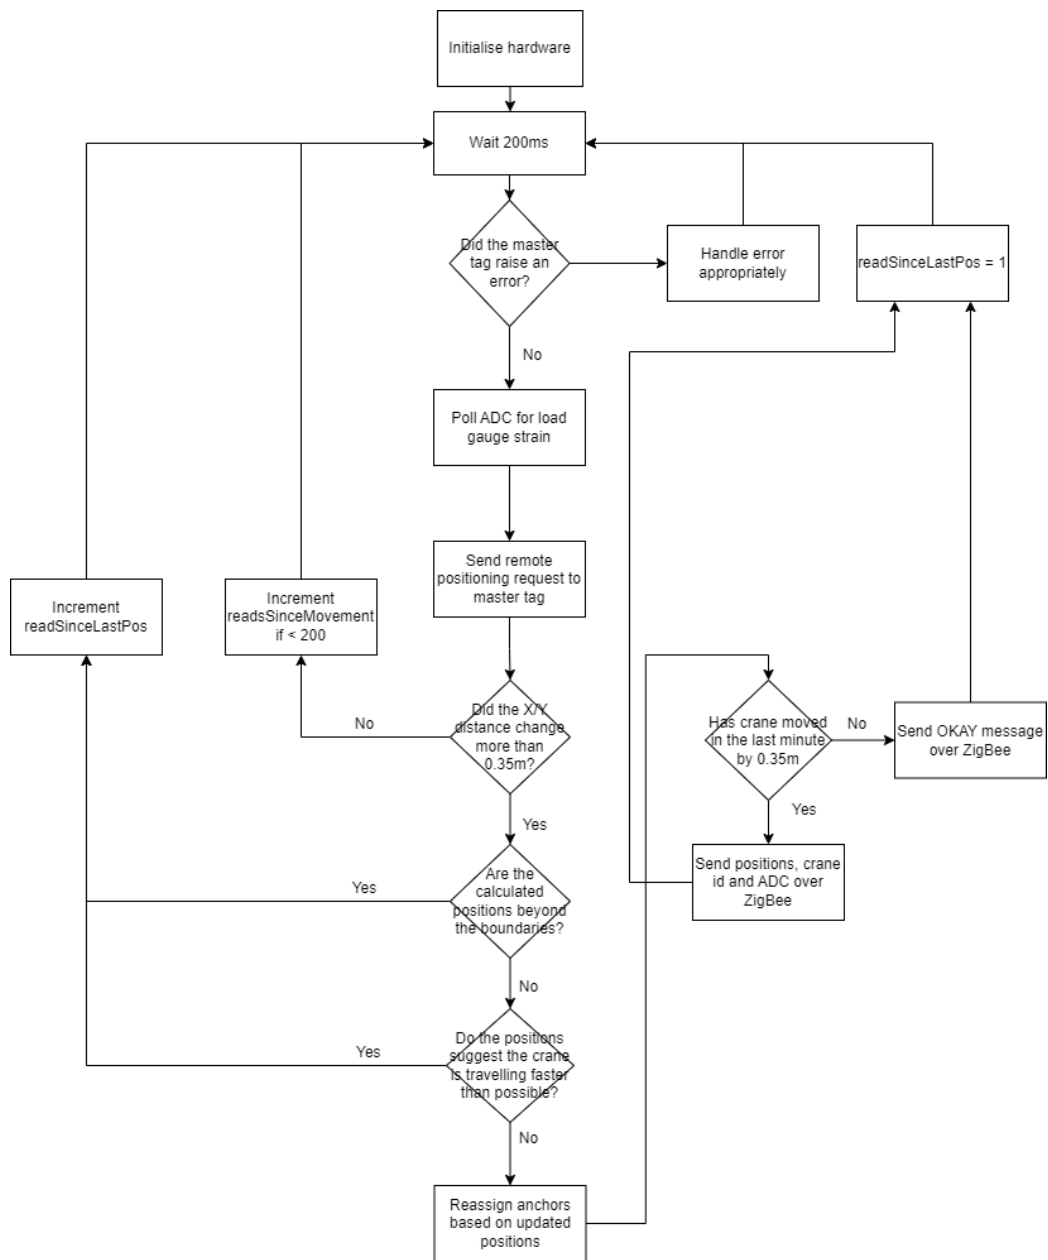 Initialise hardware
Wait 200ms
Did the master
tag raise an
error?
Handle error
appropriately
readSinceLastPos = 1
No
Poll ADC for load
gauge strain
Send remote
positioning request to
master tag
Increment
readSinceLastPos
Increment
readsSinceMovement
if < 200
No
Did the X/Y
distance change
more than
0.35m?
Has crane moved
in the last minute
by 0.35m
No
Send OKAY message
over ZigBee
Yes
Yes
Send positions, crane
id and ADC over
ZigBee
Yes
Are the
calculated
positions beyond
the boundaries?
No
Yes
Do the positions
suggest the crane
is travelling faster
than possible?
No
Reassign anchors
based on updated
positions